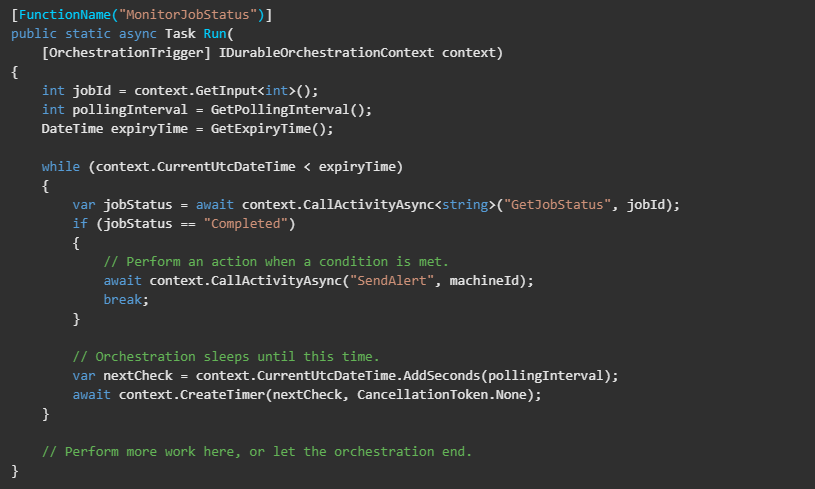 [FunctionName("MonitorJobStatus")]
public static async Task Run(
    [OrchestrationTrigger] IDurableOrchestrationContext context)
{
    int jobId = context.GetInput<int>();
    int pollingInterval = GetPollingInterval();
    DateTime expiryTime = GetExpiryTime();

    while (context.CurrentUtcDateTime < expiryTime)
    {
        var jobStatus = await context.CallActivityAsync<string>("GetJobStatus", jobId);
        if (jobStatus == "Completed")
        {
            // Perform an action when a condition is met.
            await context.CallActivityAsync("SendAlert", machineId);
            break;
        }

        // Orchestration sleeps until this time.
        var nextCheck = context.CurrentUtcDateTime.AddSeconds(pollingInterval);
        await context.CreateTimer(nextCheck, CancellationToken.None);
    }

    // Perform more work here, or let the orchestration end.
}